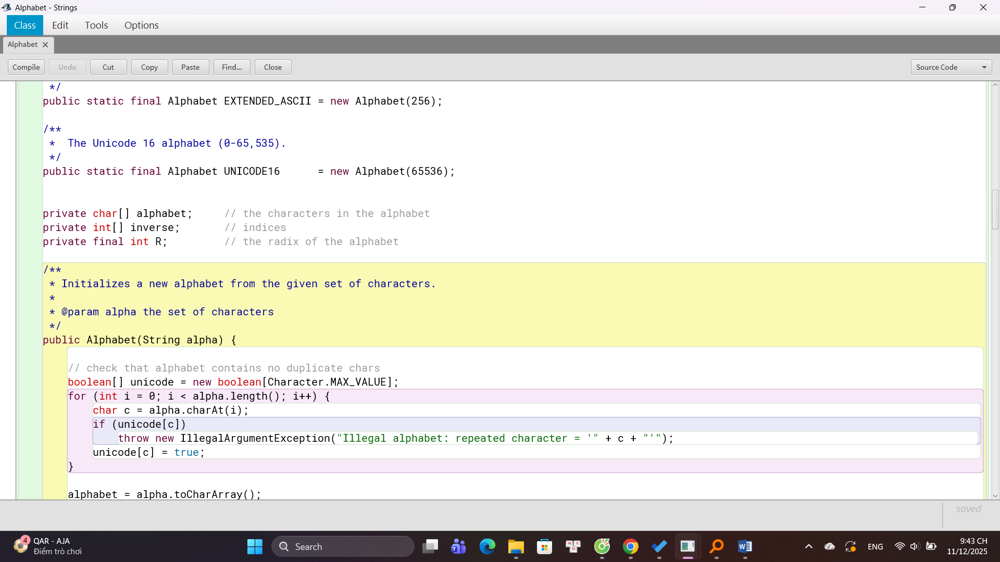 Alphabet - Strings
Class Edit Tools Options
Alphabet
Compile Undo Cut Copy Paste Find... Close Source Code
*/
public static final Alphabet EXTENDED_ASCII = new Alphabet(256);
/**
*  The Unicode 16 alphabet (0-65,535).
*/
public static final Alphabet UNICODE16      = new Alphabet(65536);
private char[] alphabet;     // the characters in the alphabet
private int[] inverse;       // indices
private final int R;         // the radix of the alphabet
/**
* Initializes a new alphabet from the given set of characters.
*
* @param alpha the set of characters
*/
public Alphabet(String alpha) {
// check that alphabet contains no duplicate chars
boolean[] unicode = new boolean[Character.MAX_VALUE];
for (int i = 0; i < alpha.length(); i++) {
char c = alpha.charAt(i);
if (unicode[c])
throw new IllegalArgumentException("Illegal alphabet: repeated character = '" + c + "'");
unicode[c] = true;
}
alphabet = alpha.toCharArray();
saved
4 QAR - AJA
Điểm trò chơi
Search
ENG
9:43 CH
11/12/2025